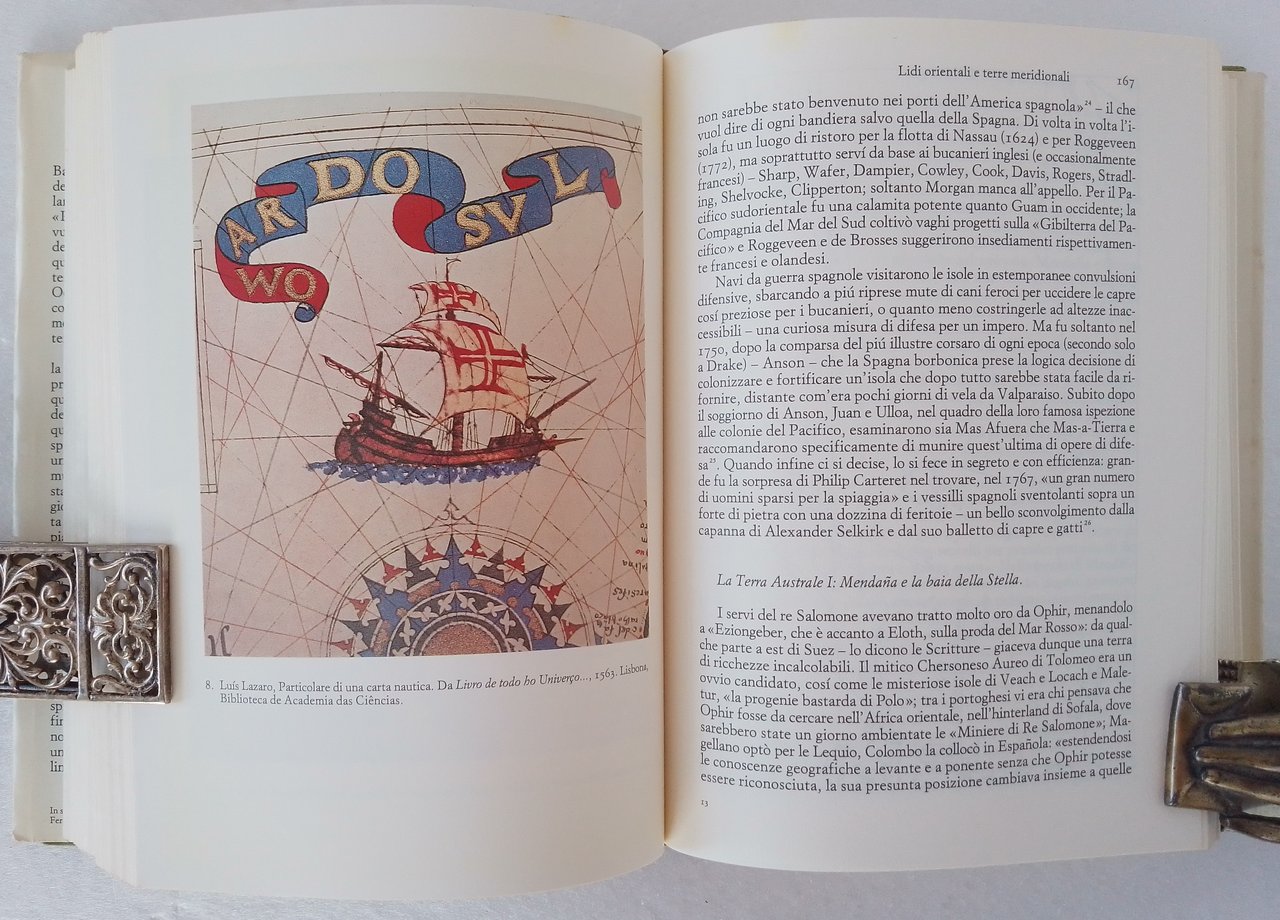 WO
AR
DO
SV
L
8. Luís Lazaro, Particolare di una carta nautica. Da Livro de todo ho Universo..., 1563. Lisbona,
Biblioteca de Academia das Ciências.
Lidi orientali e terre meridionali 167
non sarebbe stato benvenuto nei porti dell'America spagnola»²⁴ – il che
vuol dire di ogni bandiera salvo quella della Spagna. Di volta in volta l'i-
sola fu un luogo di ristoro per la flotta di Nassau (1624) e per Roggeveen
(1772), ma soprattutto serví da base ai bucanieri inglesi (e occasionalmente
francesi) – Sharp, Wafer, Dampier, Cowley, Cook, Davis, Rogers, Stradl-
ing, Shelvocke, Clipperton; soltanto Morgan manca all'appello. Per il Pa-
cifico sudorientale fu una calamita potente quanto Guam in occidente; la
Compagnia del Mar del Sud coltivò vaghi progetti sulla «Gibilterra del Pa-
cifico» e Roggeveen e de Brosses suggerirono insediamenti rispettivamen-
te francesi e olandesi.
Navi da guerra spagnole visitarono le isole in estemporanee convulsioni
difensive, sbarcando a piú riprese mute di cani feroci per uccidere le capre
cosí preziose per i bucanieri, o quanto meno costringerle ad altezze inac-
cessibili – una curiosa misura di difesa per un impero. Ma fu soltanto nel
1750, dopo la comparsa del piú illustre corsaro di ogni epoca (secondo solo
a Drake) – Anson – che la Spagna borbonica prese la logica decisione di
colonizzare e fortificare un'isola che dopo tutto sarebbe stata facile da ri-
fornire, distante com'era pochi giorni di vela da Valparaiso. Subito dopo
il soggiorno di Anson, Juan e Ulloa, nel quadro della loro famosa ispezione
alle colonie del Pacifico, esaminarono sia Mas Afuera che Mas-a-Tierra e
raccomandarono specificamente di munire quest'ultima di opere di dife-
sa²⁵. Quando infine ci si decise, lo si fece in segreto e con efficienza: gran-
de fu la sorpresa di Philip Carteret nel trovare, nel 1767, «un gran numero
di uomini sparsi per la spiaggia» e i vessilli spagnoli sventolanti sopra un
forte di pietra con una dozzina di feritoie – un bello sconvolgimento dalla
capanna di Alexander Selkirk e dal suo balletto di capre e gatti²⁶.
La Terra Australe I: Mendaña e la baia della Stella.
I servi del re Salomone avevano tratto molto oro da Ophir, menandolo
a «Eziongeber, che è accanto a Eloth, sulla proda del Mar Rosso»: da qual-
che parte a est di Suez – lo dicono le Scritture – giaceva dunque una terra
di ricchezze incalcolabili. Il mitico Chersoneso Aureo di Tolomeo era un
ovvio candidato, cosí come le misteriose isole di Veach e Locach e Male-
tur, «la progenie bastarda di Polo»; tra i portoghesi vi era chi pensava che
Ophir fosse da cercare nell'Africa orientale, nell'hinterland di Sofala, dove
sarebbero state un giorno ambientate le «Miniere di Re Salomone»; Ma-
gellano optò per le Lequio, Colombo la collocò in Española: «estendendosi
le conoscenze geografiche a levante e a ponente senza che Ophir potesse
essere riconosciuta, la sua presunta posizione cambiava insieme a quelle
13